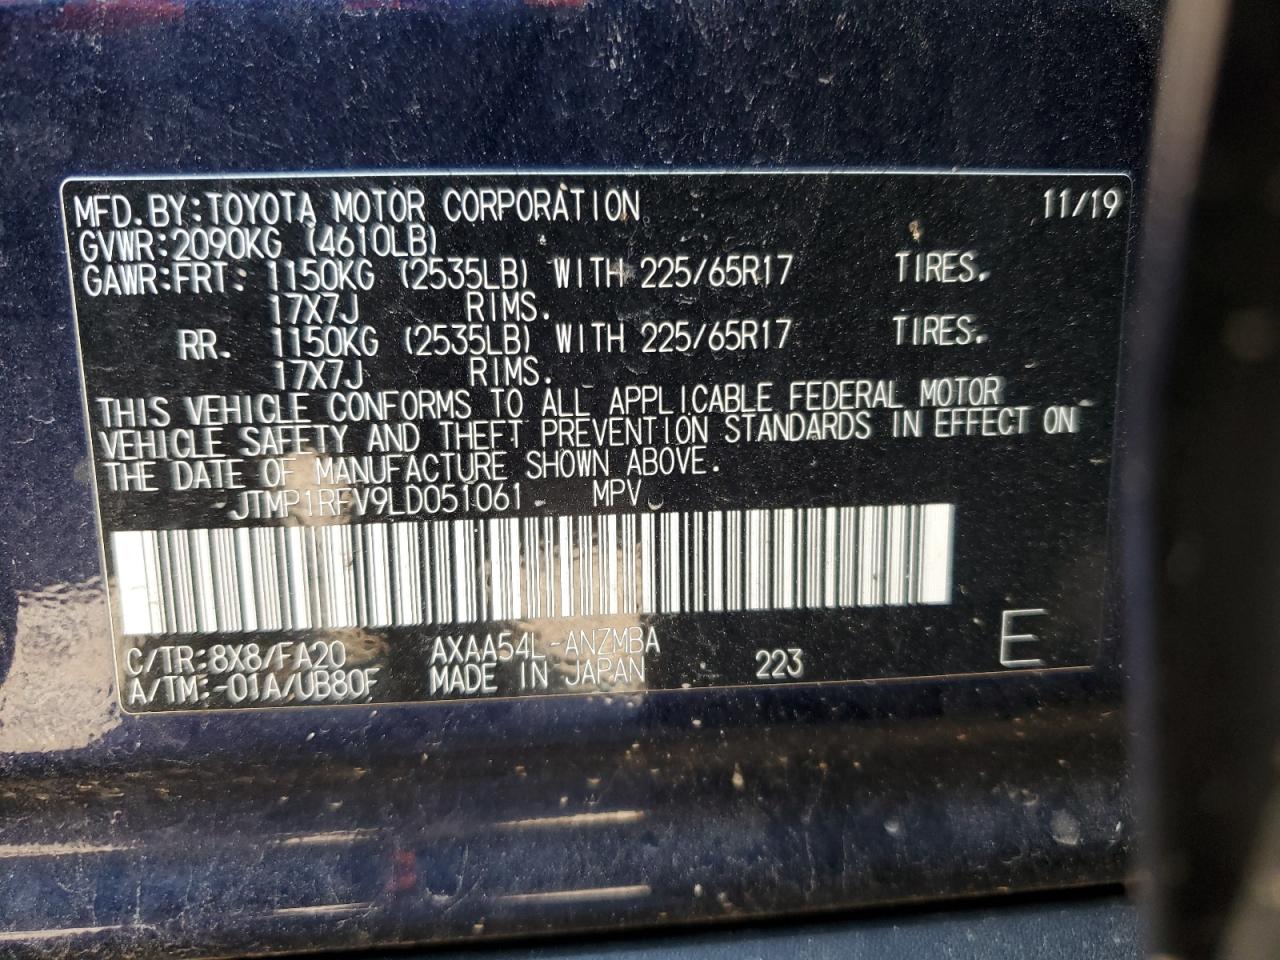 MFD.BY:TOYOTA MOTOR CORPORATION 11/19
GVWR:2090KG (4610LB)
GAWR:FRT: 1150KG (2535LB) WITH 225/65R17 TIRES.
17X7J RIMS.
RR. 1150KG (2535LB) WITH 225/65R17 TIRES.
17X7J RIMS.
THIS VEHICLE CONFORMS TO ALL APPLICABLE FEDERAL MOTOR
VEHICLE SAFETY AND THEFT PREVENTION STANDARDS IN EFFECT ON
THE DATE OF MANUFACTURE SHOWN ABOVE.
JTMP1RFV9LD051061 MPV
C/TR:8X8/FA20 AXAA54L-ANZMBA
A/TM:-01A/UB80F MADE IN JAPAN 223 E